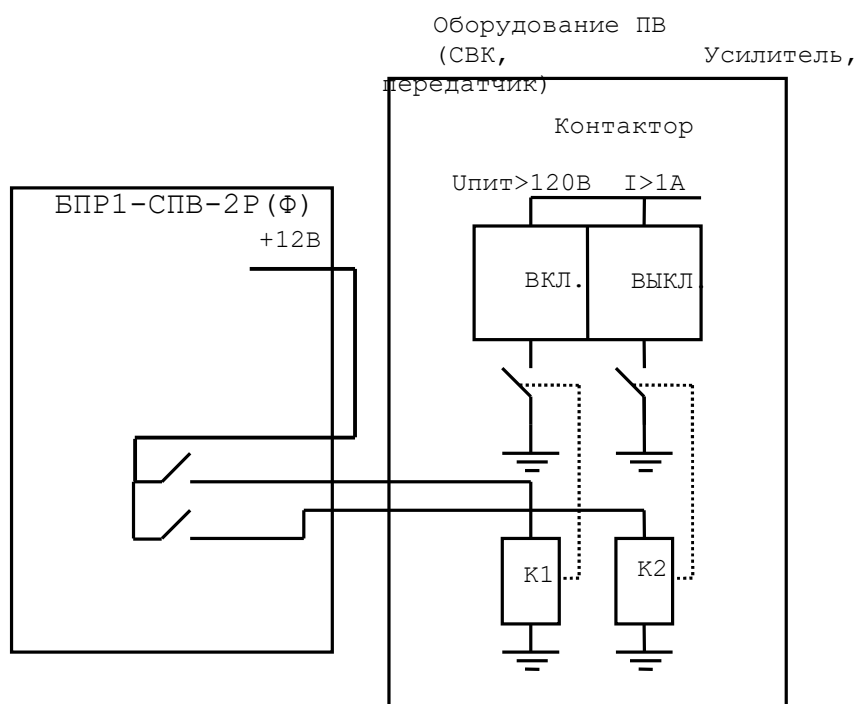 Оборудование ПВ
(СВК, Усилитель,
передатчик)
Контактор
Uпит>120В I>1А
БПР1-СПВ-2Р(Ф)
+12В
ВКЛ. ВЫКЛ.
К1 К2